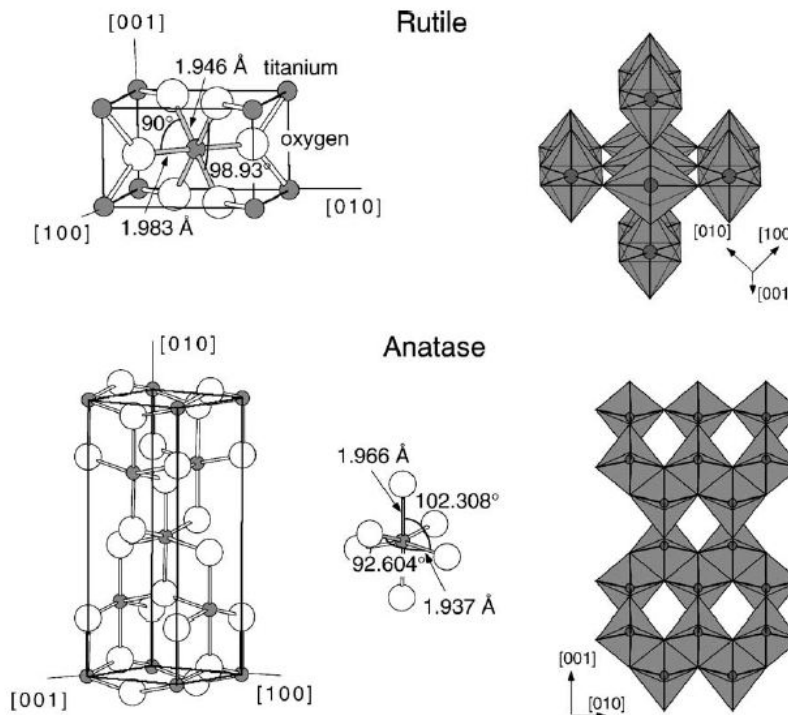 Rutile
[001]
1.946 Å
titanium
90°
oxygen
98.93°
[010]
[100]
1.983 Å
[010]
[100
[001]
Anatase
[010]
1.966 Å
102.308°
92.604°
1.937 Å
[001]
[100]
[001]
[010]